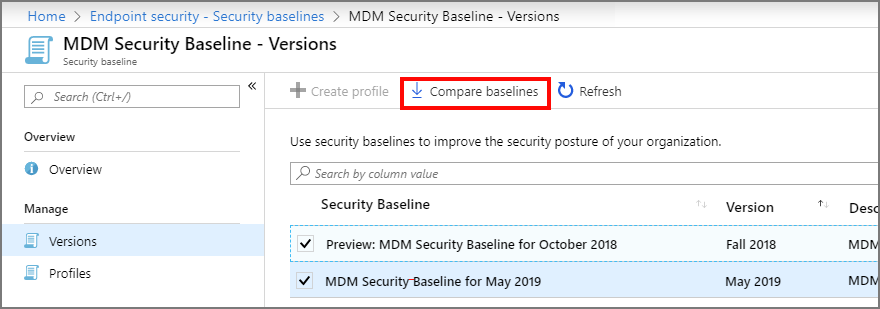 Home > Endpoint security - Security baselines > MDM Security Baseline - Versions
MDM Security Baseline - Versions
Security baseline
Search (Ctrl+/)
«
Overview
Overview
Manage
Versions
Profiles
Create profile
Compare baselines
Refresh
Use security baselines to improve the security posture of your organization.
Search by column value
Security Baseline ↑↓ Version ↑↓ Desc
Preview: MDM Security Baseline for October 2018 Fall 2018 MDM
MDM Security Baseline for May 2019 May 2019 MDM